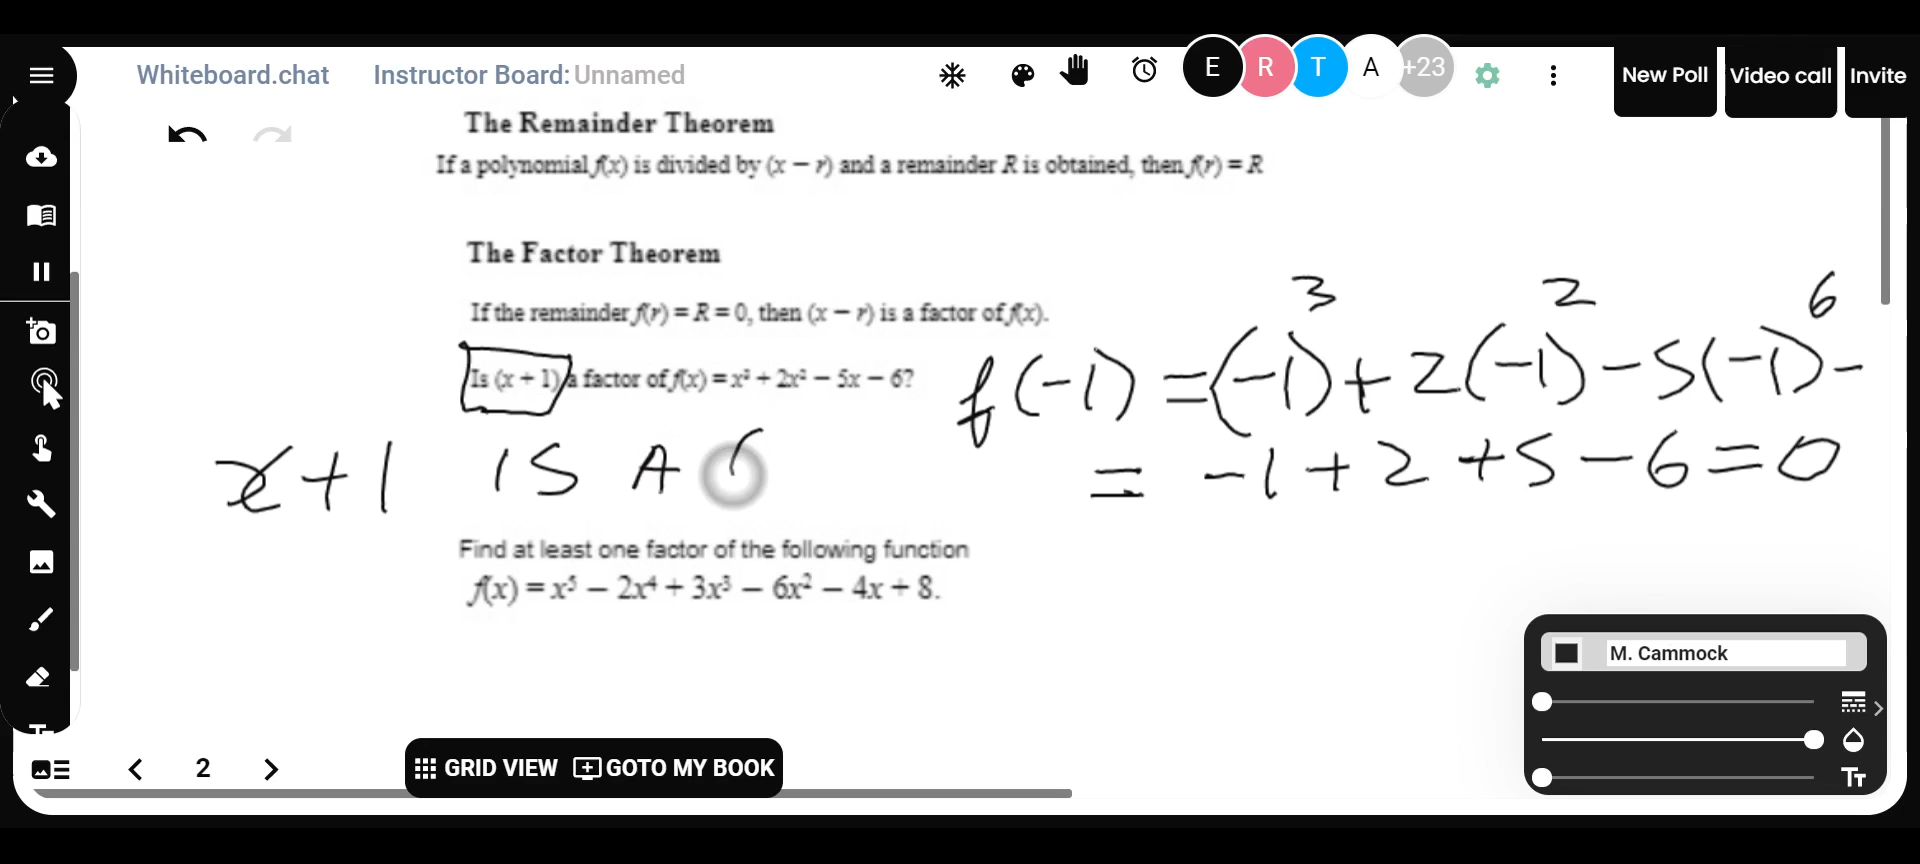 Whiteboard.chat Instructor Board: Unnamed
E R T A +23
New Poll Video call Invite
The Remainder Theorem
If a polynomial f(x) is divided by (x − r) and a remainder R is obtained, then f(r) = R
The Factor Theorem
If the remainder f(r) = R = 0, then (x − r) is a factor of f(x).
Is (x + 1) a factor of f(x) = x³ + 2x² − 5x − 6?
f(-1) = (-1)³ + 2(-1)² - 5(-1) - 6
= -1 + 2 + 5 - 6 = 0
x+1 IS A
Find at least one factor of the following function
f(x) = x⁵ − 2x⁴ + 3x³ − 6x² − 4x + 8.
M. Cammock
Tт
2
GRID VIEW GOTO MY BOOK